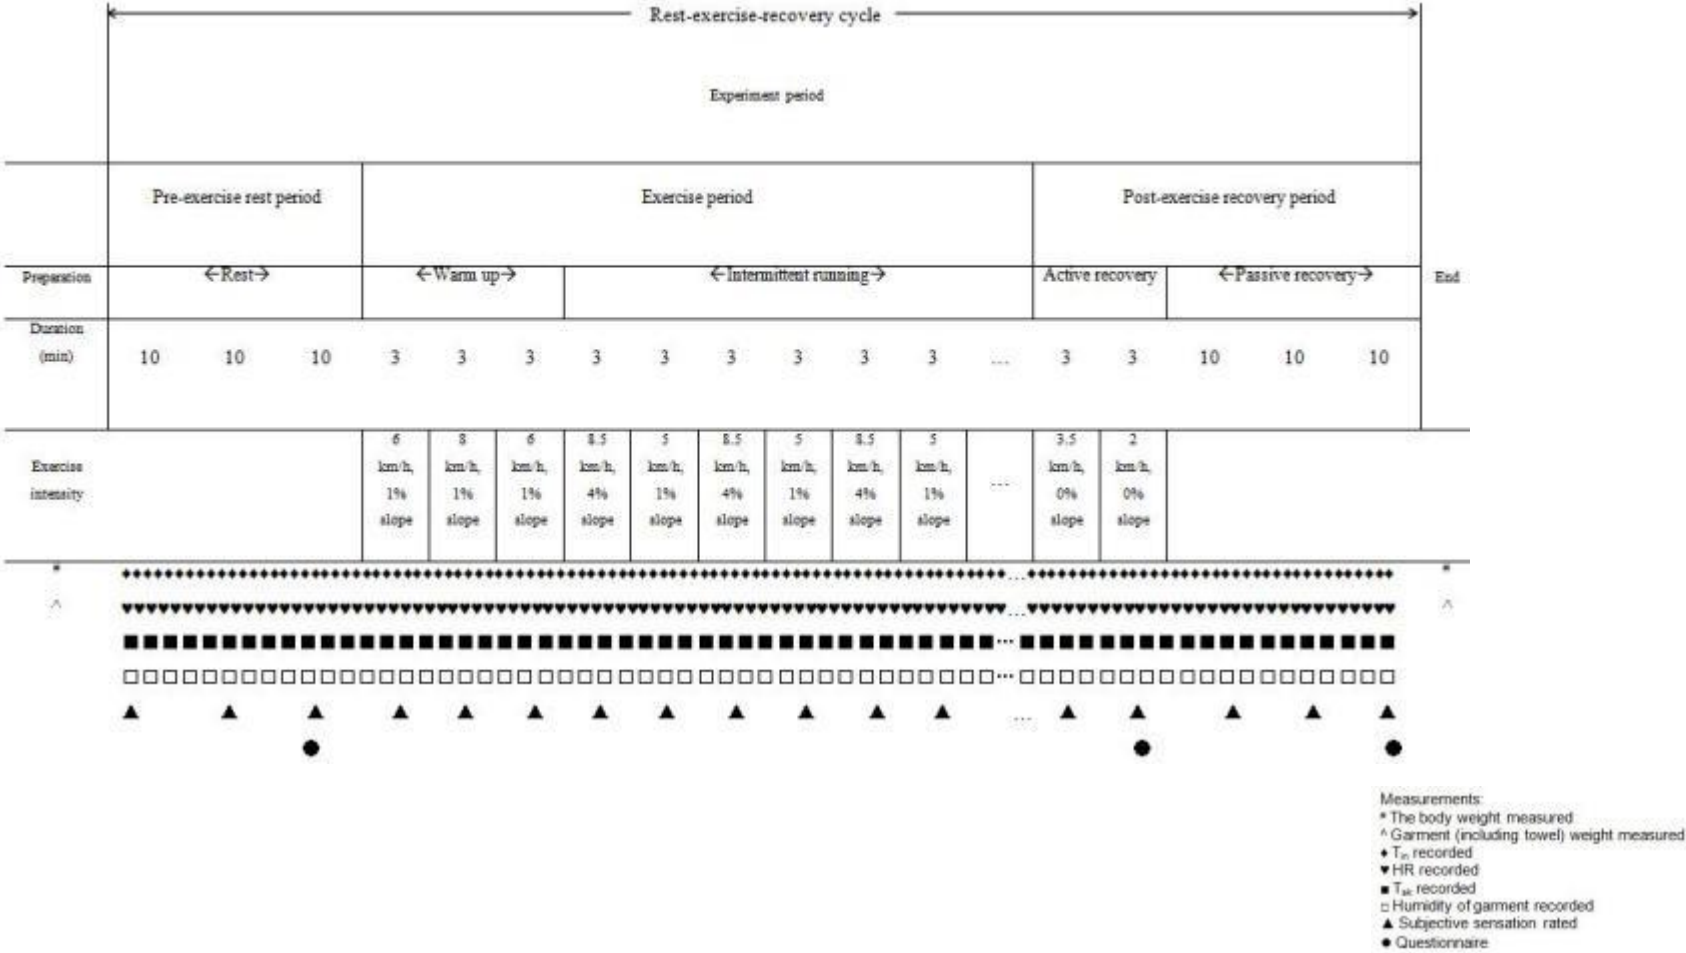 ←Rest-exercise-recovery cycle→
Experiment period
Pre-exercise rest period Exercise period Post-exercise recovery period
Preparation ←Rest→ ←Warm up→ ←Intermittent running→ Active recovery ←Passive recovery→ End
Duration
(min) 10 10 10 3 3 3 3 3 3 3 3 3 ... 3 3 10 10 10
6 8 6 8.5 5 8.5 5 8.5 5 3.5 2
Exercise km/h, km/h, km/h, km/h, km/h, km/h, km/h, km/h, km/h, km/h, km/h,
intensity 1% 1% 1% 4% 1% 4% 1% 4% 1% ... 0% 0%
slope slope slope slope slope slope slope slope slope slope slope
* ♦ ... ♦ *
^ ♥ ... ♥ ^
■ ... ■
□ ... □
▲ ▲ ▲ ▲ ▲ ▲ ▲ ▲ ▲ ▲ ▲ ▲ ... ▲ ▲ ▲ ▲ ▲
● ● ●
Measurements:
* The body weight measured
^ Garment (including towel) weight measured
♦ Tin recorded
♥ HR recorded
■ Tsk recorded
□ Humidity of garment recorded
▲ Subjective sensation rated
● Questionnaire